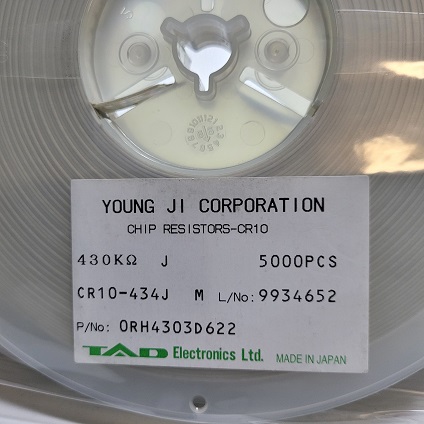 YOUNG JI CORPORATION
CHIP RESISTORS-CR10
430KΩ J 5000PCS
CR10-434J M L/No: 9934652
P/No: 0RH4303D622
TAD Electronics Ltd. MADE IN JAPAN